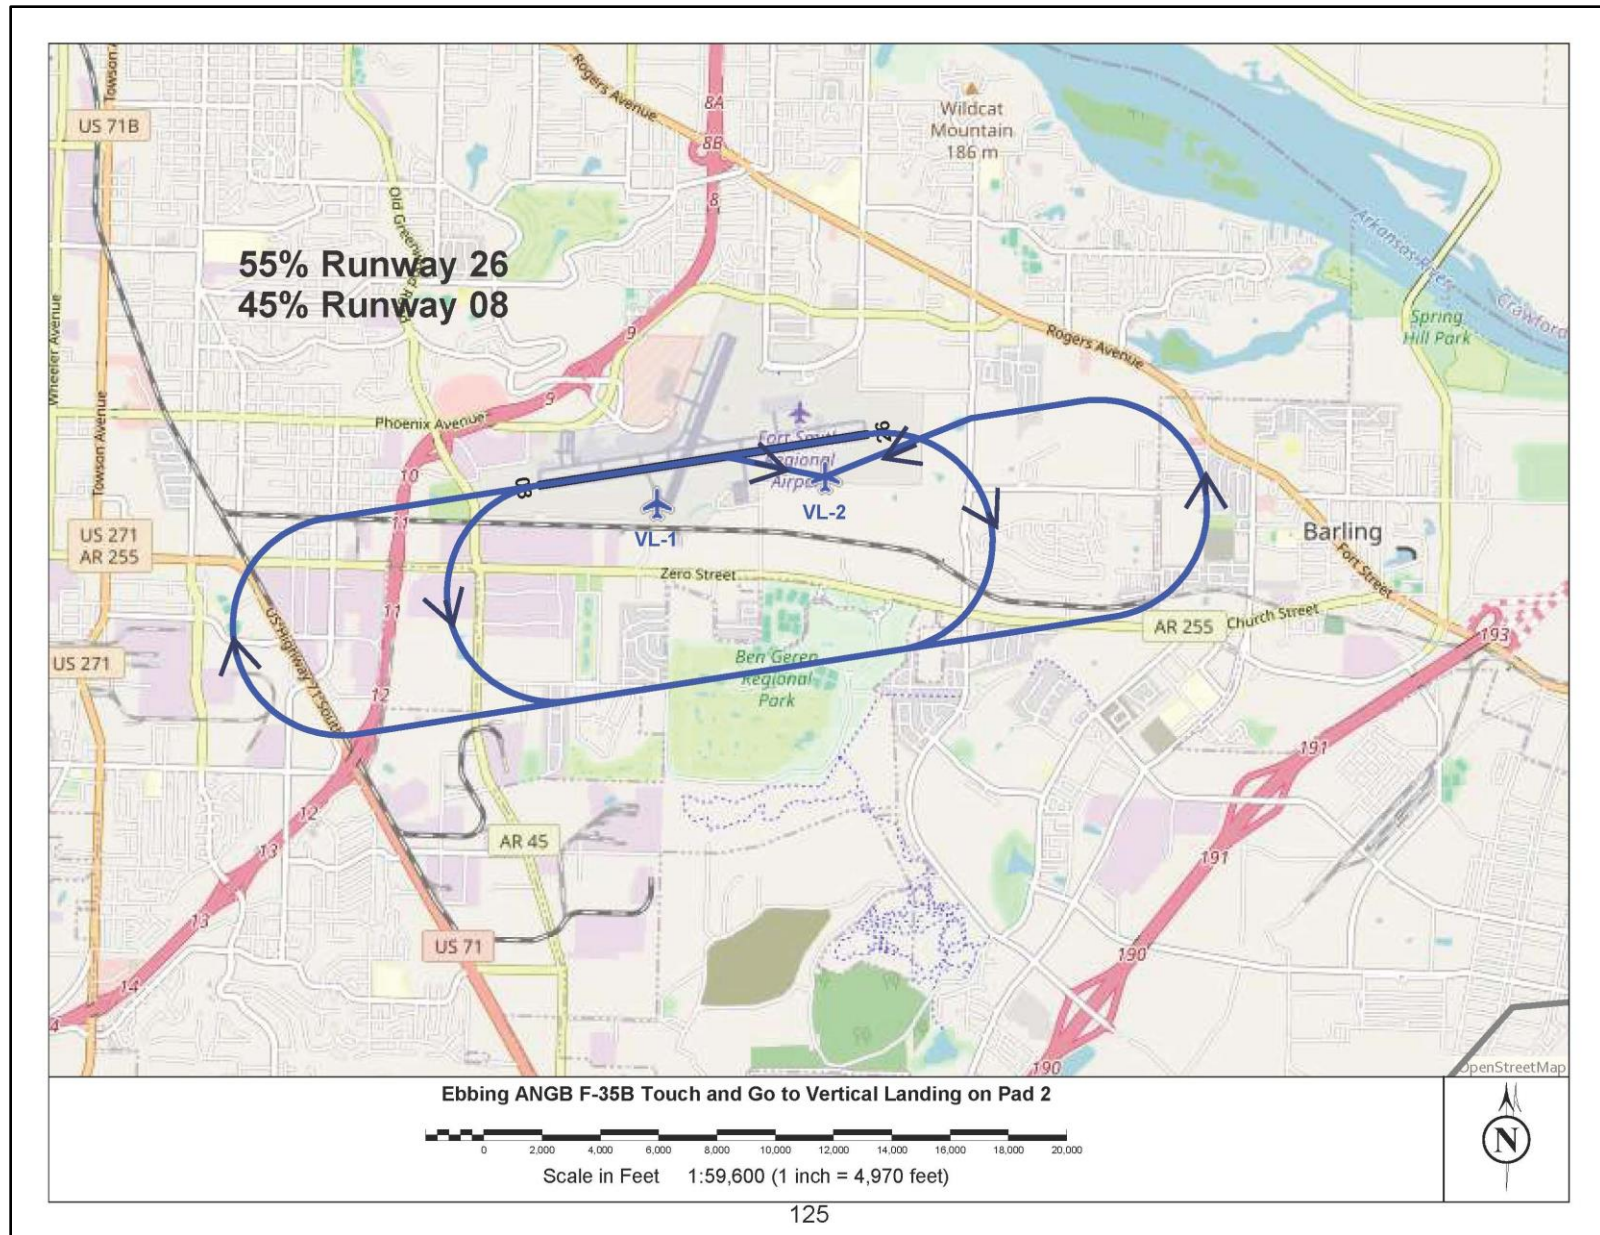 Towson
US 71B
Rogers Avenue
8A
8B
8
Wildcat
Mountain
186 m
Old Greenwood
Arkansas River
Crawford
55% Runway 26
45% Runway 08
Spring
Hill Park
Wheeler Avenue
9
Rogers Avenue
Phoenix Avenue
9
Towson Avenue
26
Fort Smith
Regional
Airport
10
08
11
VL-1
VL-2
US 271
AR 255
Barling
Zero Street
Fort Street
11
US Highway 71 South
AR 255
Church Street
193
US 271
Ben Geren
Regional
Park
12
191
12
AR 45
13
191
13
US 71
190
14
4
190
OpenStreetMap
Ebbing ANGB F-35B Touch and Go to Vertical Landing on Pad 2
0 2,000 4,000 6,000 8,000 10,000 12,000 14,000 16,000 18,000 20,000
Scale in Feet 1:59,600 (1 inch = 4,970 feet)
N
125